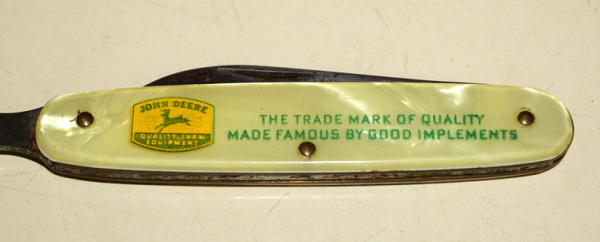 JOHN DEERE
QUALITY FARM
EQUIPMENT
THE TRADE MARK OF QUALITY
MADE FAMOUS BY GOOD IMPLEMENTS